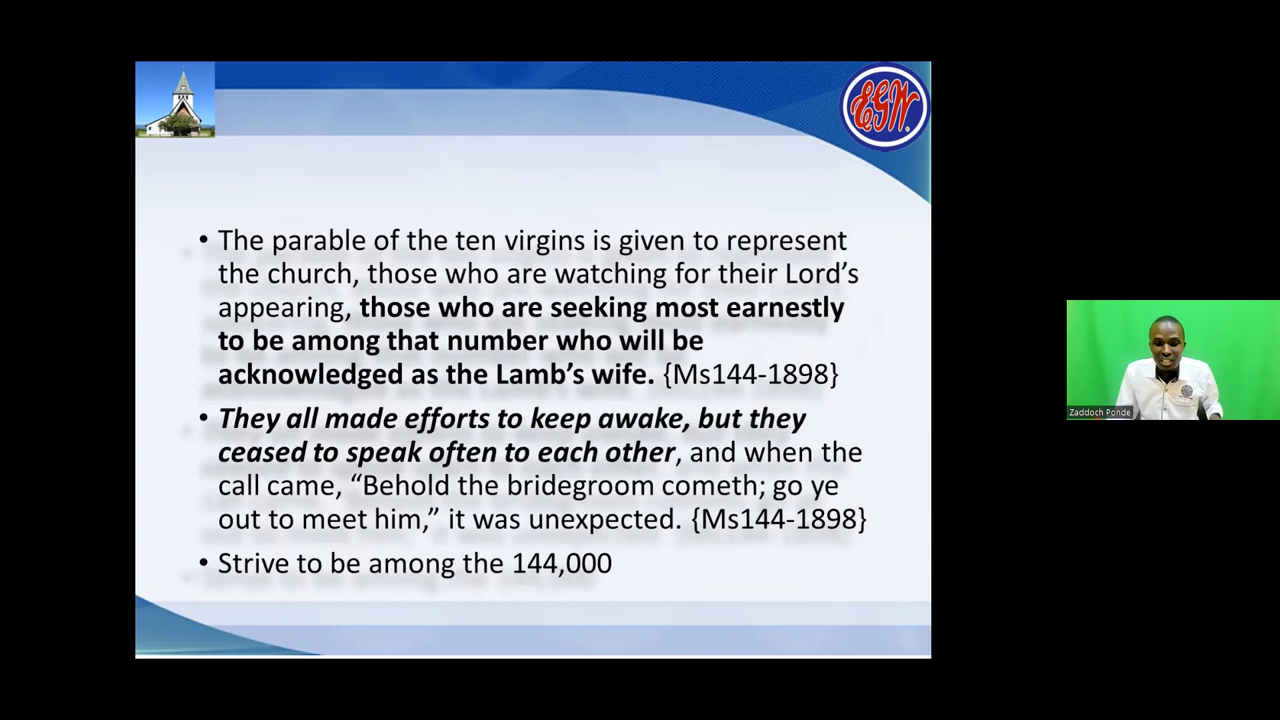 EGW.
• The parable of the ten virgins is given to represent
the church, those who are watching for their Lord’s
appearing, those who are seeking most earnestly
to be among that number who will be
acknowledged as the Lamb’s wife. {Ms144-1898}
• They all made efforts to keep awake, but they
ceased to speak often to each other, and when the
call came, “Behold the bridegroom cometh; go ye
out to meet him,” it was unexpected. {Ms144-1898}
• Strive to be among the 144,000
Zaddoch Ponde